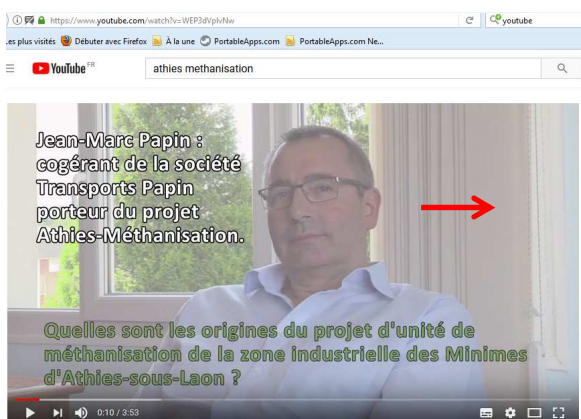 https://www.youtube.com/watch?v=WEP3dVpIvNw
youtube
Les plus visités
Débuter avec Firefox
À la une
PortableApps.com
PortableApps.com Ne...
YouTube FR
athies methanisation
Jean-Marc Papin :
cogérant de la société
Transports Papin
porteur du projet
Athies-Méthanisation.
Quelles sont les origines du projet d'unité de
méthanisation de la zone industrielle des Minimes
d'Athies-sous-Laon ?
0:10 / 3:53